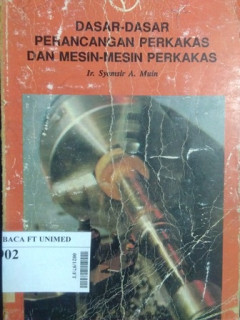 DASAR-DASAR
PERANCANGAN PERKAKAS
DAN MESIN-MESIN PERKAKAS
Ir. Syamsir A. Muin
BACA FT UNIMED
902